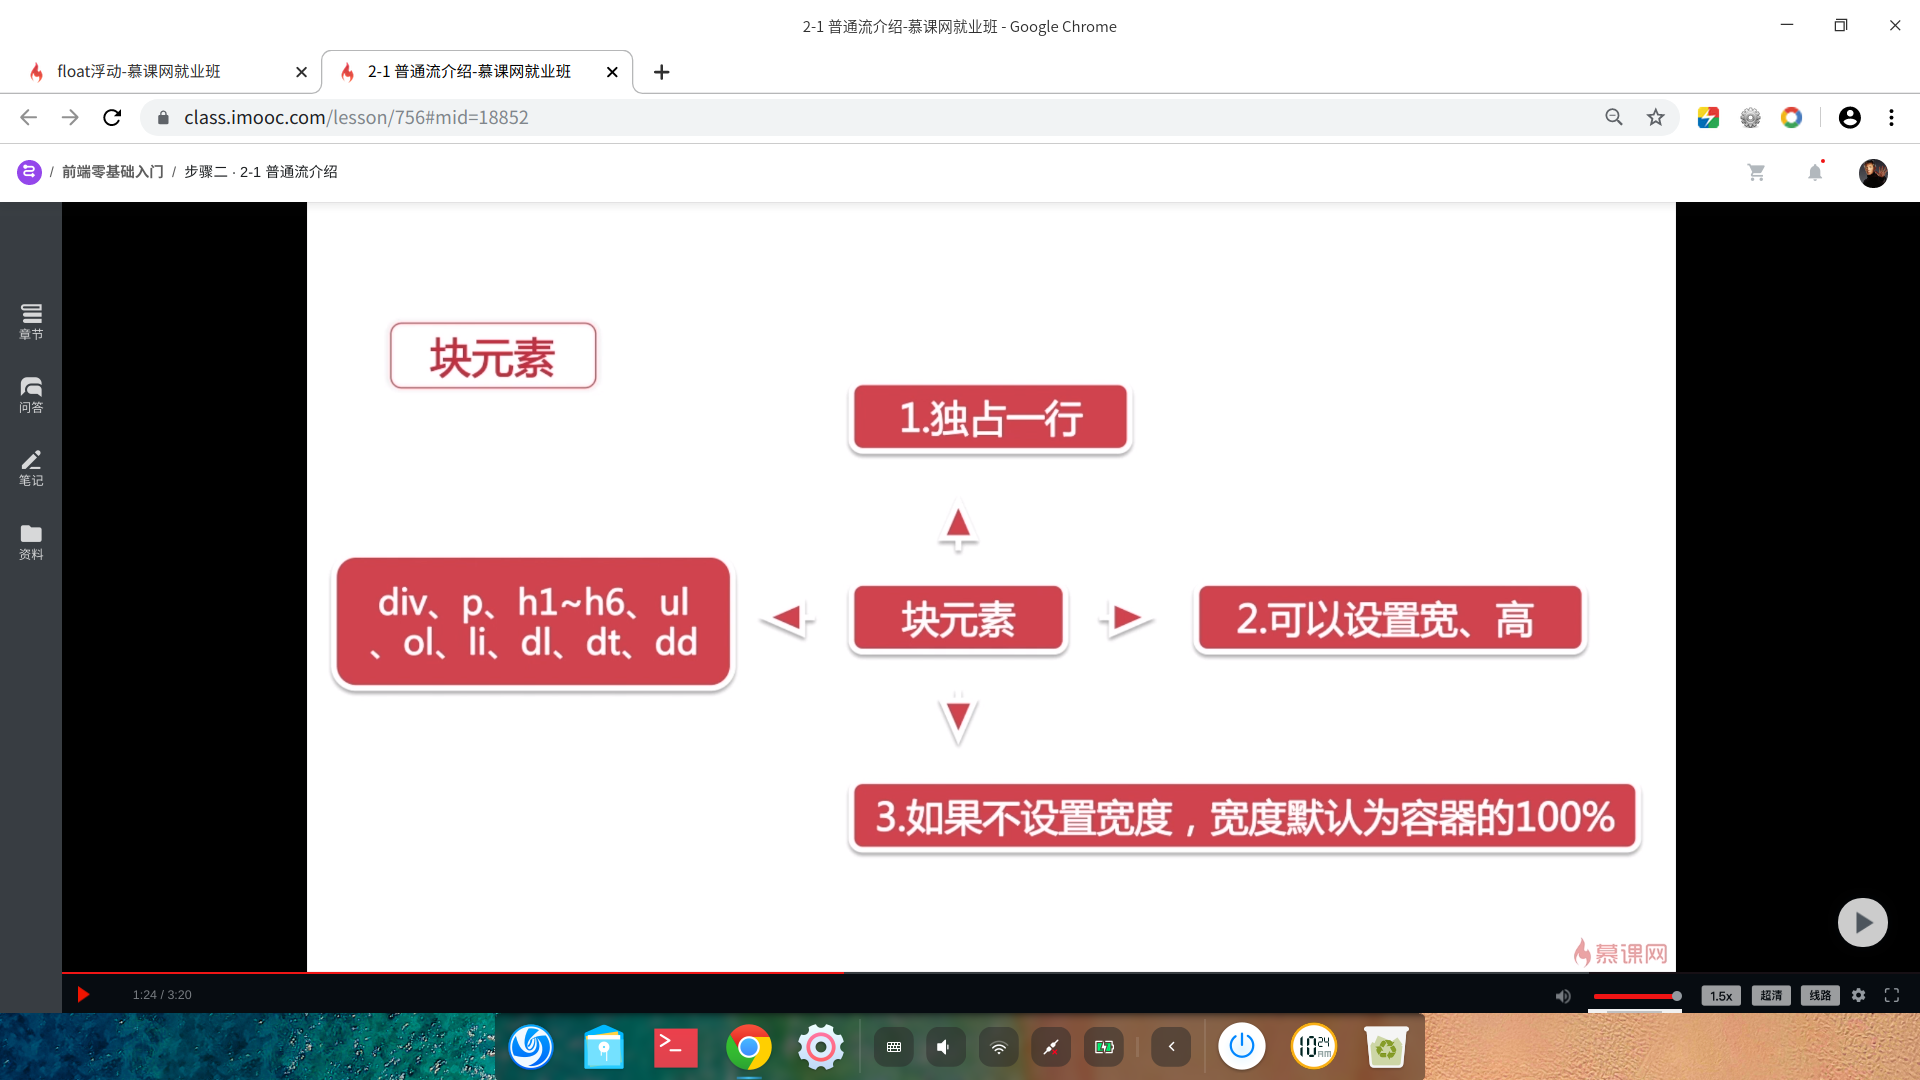 2-1 普通流介绍-慕课网就业班 - Google Chrome
float浮动-慕课网就业班
2-1 普通流介绍-慕课网就业班
class.imooc.com/lesson/756#mid=18852
/ 前端零基础入门 / 步骤二 · 2-1 普通流介绍
章节
问答
笔记
资料
块元素
1.独占一行
div、p、h1~h6、ul
、ol、li、dl、dt、dd
块元素
2.可以设置宽、高
3.如果不设置宽度，宽度默认为容器的100%
慕课网
1:24 / 3:20
1.5x
超清
线路
10 24 AM